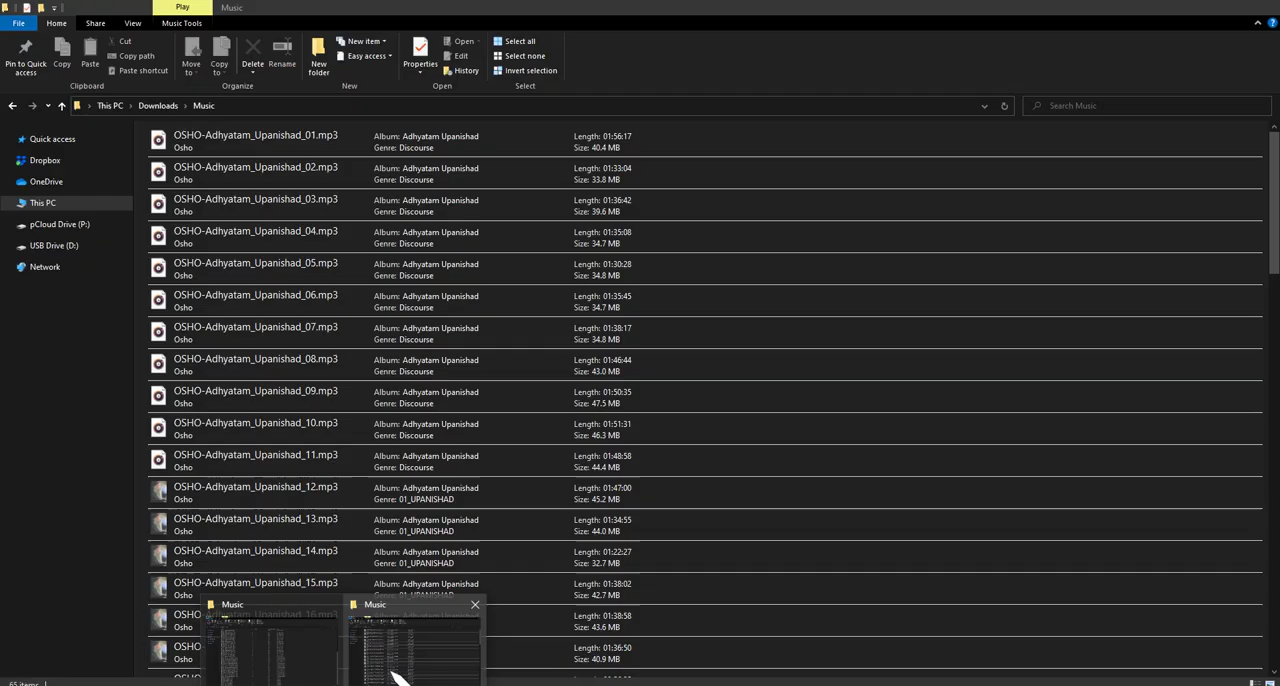 Play
Music
File
Home
Share
View
Music Tools
Pin to Quick access
Copy
Paste
Cut
Copy path
Paste shortcut
Clipboard
Move to
Copy to
Delete
Rename
Organize
New folder
New item
Easy access
New
Properties
Open
Edit
History
Open
Select all
Select none
Invert selection
Select
This PC > Downloads > Music
Search Music
Quick access
Dropbox
OneDrive
This PC
pCloud Drive (P:)
USB Drive (D:)
Network
OSHO-Adhyatam_Upanishad_01.mp3 Album: Adhyatam Upanishad Length: 01:56:17
Osho Genre: Discourse Size: 40.4 MB
OSHO-Adhyatam_Upanishad_02.mp3 Album: Adhyatam Upanishad Length: 01:33:04
Osho Genre: Discourse Size: 33.8 MB
OSHO-Adhyatam_Upanishad_03.mp3 Album: Adhyatam Upanishad Length: 01:36:42
Osho Genre: Discourse Size: 39.6 MB
OSHO-Adhyatam_Upanishad_04.mp3 Album: Adhyatam Upanishad Length: 01:35:08
Osho Genre: Discourse Size: 34.7 MB
OSHO-Adhyatam_Upanishad_05.mp3 Album: Adhyatam Upanishad Length: 01:30:28
Osho Genre: Discourse Size: 34.8 MB
OSHO-Adhyatam_Upanishad_06.mp3 Album: Adhyatam Upanishad Length: 01:35:45
Osho Genre: Discourse Size: 34.7 MB
OSHO-Adhyatam_Upanishad_07.mp3 Album: Adhyatam Upanishad Length: 01:38:17
Osho Genre: Discourse Size: 34.8 MB
OSHO-Adhyatam_Upanishad_08.mp3 Album: Adhyatam Upanishad Length: 01:46:44
Osho Genre: Discourse Size: 43.0 MB
OSHO-Adhyatam_Upanishad_09.mp3 Album: Adhyatam Upanishad Length: 01:50:35
Osho Genre: Discourse Size: 47.5 MB
OSHO-Adhyatam_Upanishad_10.mp3 Album: Adhyatam Upanishad Length: 01:51:31
Osho Genre: Discourse Size: 46.3 MB
OSHO-Adhyatam_Upanishad_11.mp3 Album: Adhyatam Upanishad Length: 01:48:58
Osho Genre: Discourse Size: 44.4 MB
OSHO-Adhyatam_Upanishad_12.mp3 Album: Adhyatam Upanishad Length: 01:47:00
Osho Genre: 01_UPANISHAD Size: 45.2 MB
OSHO-Adhyatam_Upanishad_13.mp3 Album: Adhyatam Upanishad Length: 01:34:55
Osho Genre: 01_UPANISHAD Size: 44.0 MB
OSHO-Adhyatam_Upanishad_14.mp3 Album: Adhyatam Upanishad Length: 01:22:27
Osho Genre: 01_UPANISHAD Size: 32.7 MB
OSHO-Adhyatam_Upanishad_15.mp3 Album: Adhyatam Upanishad Length: 01:38:02
Osho Genre: 01_UPANISHAD Size: 42.7 MB
OSHO-Adhyatam_Upanishad_16.mp3 Length: 01:38:58
Size: 43.6 MB
Length: 01:36:50
Size: 40.9 MB
Music
Music
65 items